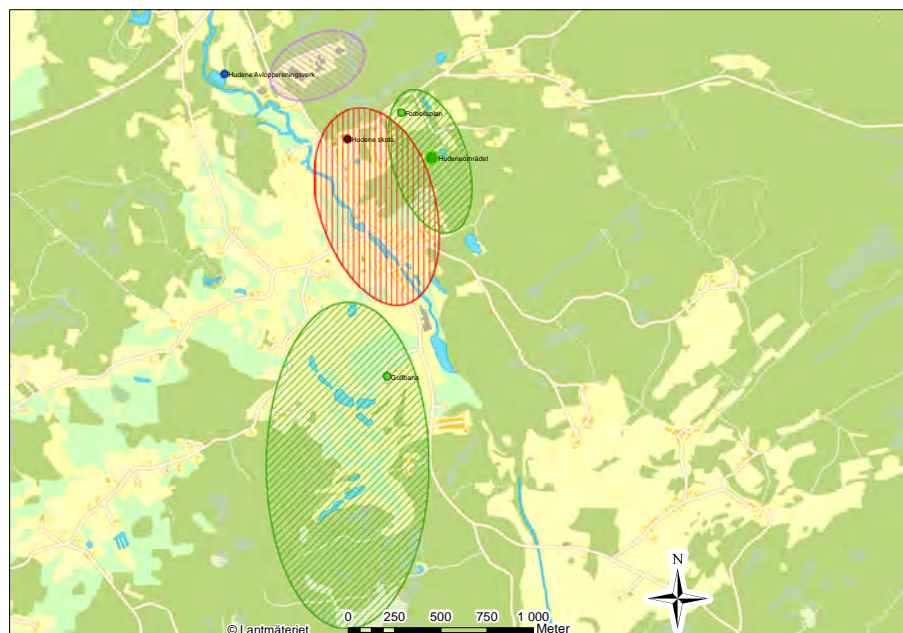 Hudene Avloppsreningsverk
Fotbollsplan
Hudene skola
Hudeneområdet
Golfbana
N
0 250 500 750 1 000
Meter
© Lantmäteriet